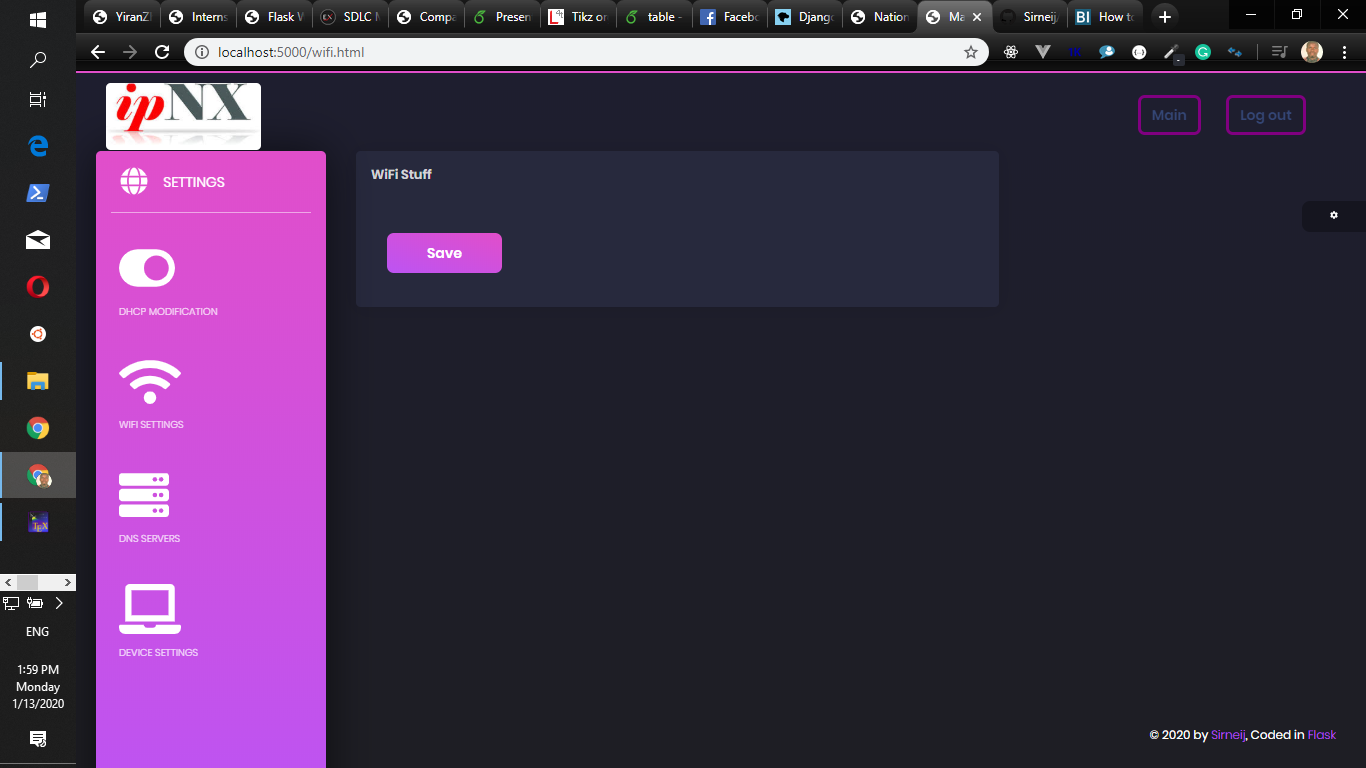 YiranZ
Interns
Flask W
SDLC M
Compa
Presen
Tikz or
table -
Faceb
Djang
Nation
Ma
Sirneij
How to
localhost:5000/wifi.html
ipNX
Main
Log out
SETTINGS
WiFi Stuff
Save
DHCP MODIFICATION
WIFI SETTINGS
DNS SERVERS
DEVICE SETTINGS
ENG
1:59 PM
Monday
1/13/2020
© 2020 by Sirneij, Coded in Flask